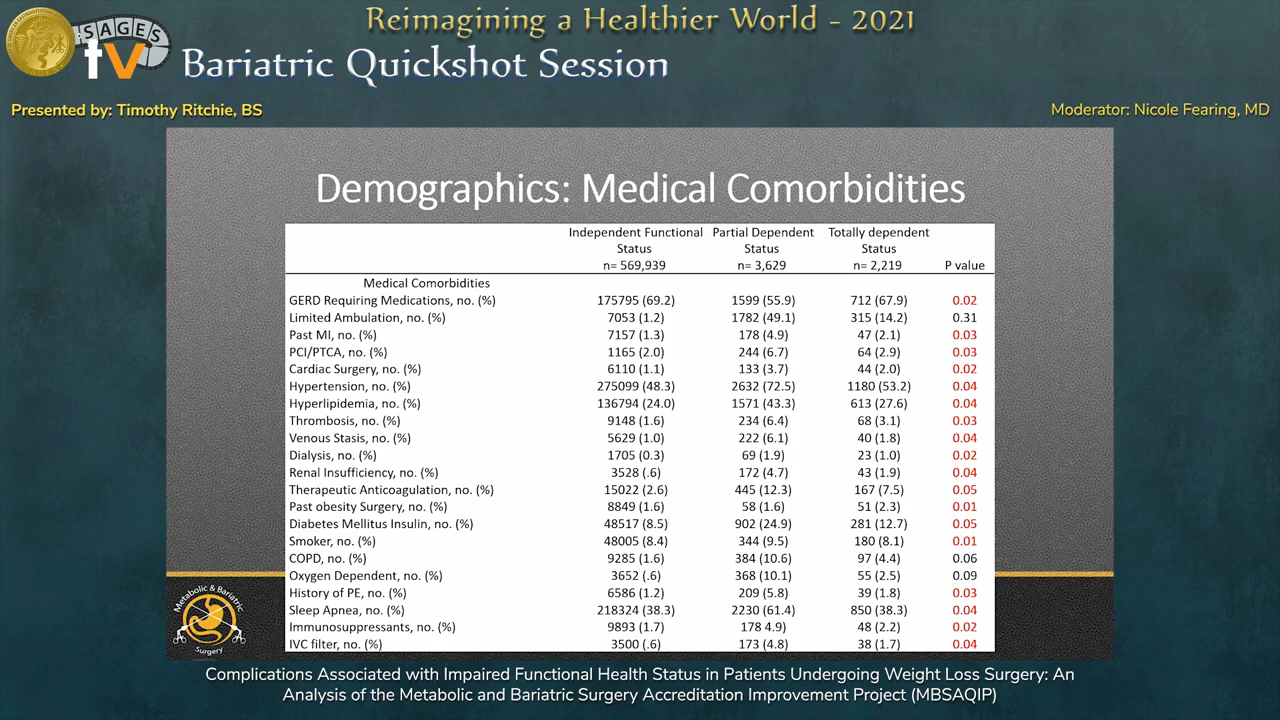 Reimagining a Healthier World - 2021
SAGES
tv
Bariatric Quickshot Session
Presented by: Timothy Ritchie, BS
Moderator: Nicole Fearing, MD
Demographics: Medical Comorbidities
Independent Functional Status n= 569,939 Partial Dependent Status n= 3,629 Totally dependent Status n= 2,219 P value
Medical Comorbidities
GERD Requiring Medications, no. (%) 175795 (69.2) 1599 (55.9) 712 (67.9) 0.02
Limited Ambulation, no. (%) 7053 (1.2) 1782 (49.1) 315 (14.2) 0.31
Past MI, no. (%) 7157 (1.3) 178 (4.9) 47 (2.1) 0.03
PCI/PTCA, no. (%) 1165 (2.0) 244 (6.7) 64 (2.9) 0.03
Cardiac Surgery, no. (%) 6110 (1.1) 133 (3.7) 44 (2.0) 0.02
Hypertension, no. (%) 275099 (48.3) 2632 (72.5) 1180 (53.2) 0.04
Hyperlipidemia, no. (%) 136794 (24.0) 1571 (43.3) 613 (27.6) 0.04
Thrombosis, no. (%) 9148 (1.6) 234 (6.4) 68 (3.1) 0.03
Venous Stasis, no. (%) 5629 (1.0) 222 (6.1) 40 (1.8) 0.04
Dialysis, no. (%) 1705 (0.3) 69 (1.9) 23 (1.0) 0.02
Renal Insufficiency, no. (%) 3528 (.6) 172 (4.7) 43 (1.9) 0.04
Therapeutic Anticoagulation, no. (%) 15022 (2.6) 445 (12.3) 167 (7.5) 0.05
Past obesity Surgery, no. (%) 8849 (1.6) 58 (1.6) 51 (2.3) 0.01
Diabetes Mellitus Insulin, no. (%) 48517 (8.5) 902 (24.9) 281 (12.7) 0.05
Smoker, no. (%) 48005 (8.4) 344 (9.5) 180 (8.1) 0.01
COPD, no. (%) 9285 (1.6) 384 (10.6) 97 (4.4) 0.06
Oxygen Dependent, no. (%) 3652 (.6) 368 (10.1) 55 (2.5) 0.09
History of PE, no. (%) 6586 (1.2) 209 (5.8) 39 (1.8) 0.03
Sleep Apnea, no. (%) 218324 (38.3) 2230 (61.4) 850 (38.3) 0.04
Immunosuppressants, no. (%) 9893 (1.7) 178 4.9) 48 (2.2) 0.02
IVC filter, no. (%) 3500 (.6) 173 (4.8) 38 (1.7) 0.04
Metabolic & Bariatric
Surgery
Complications Associated with Impaired Functional Health Status in Patients Undergoing Weight Loss Surgery: An
Analysis of the Metabolic and Bariatric Surgery Accreditation Improvement Project (MBSAQIP)